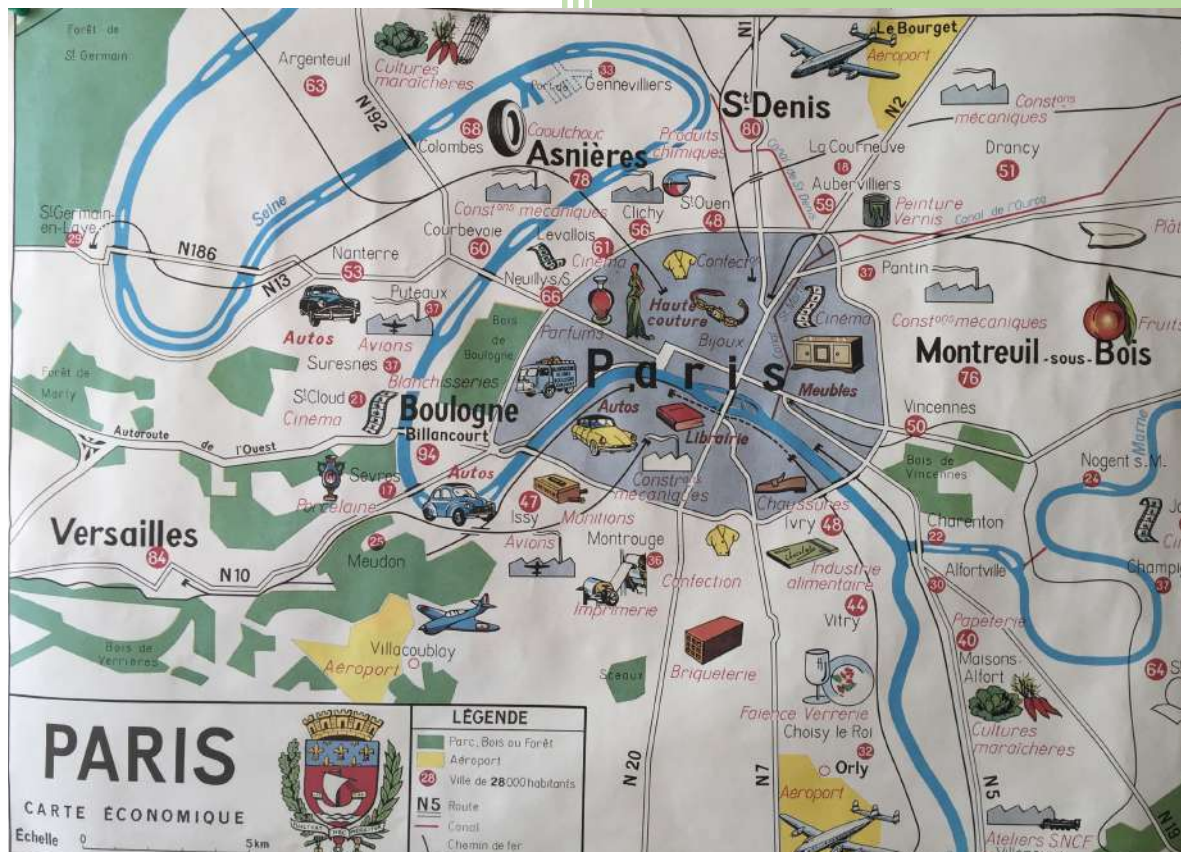 Forêt de
St Germain
Argenteuil
63
N192
Cultures
maraîchères
33
Gennevilliers
N1
Le Bourget
Aéroport
N2
Constons
mécaniques
Drancy
51
St Denis
80
Canal de St Denis
La Courneuve
18
Aubervilliers
59
Peinture
Vernis
Canal de l'Ourcq
68
Colombes
Caoutchouc
Asnières
78
Produits
chimiques
Constons mécaniques
Clichy
56
St Ouen
48
Seine
St Germain-
en-Laye
29
N186
N13
Nanterre
53
Courbevoie
60
Levallois
61
Cinéma
Neuilly-s/S
66
Confecon
37
Pantin
Constons mécaniques
Fruits
Autos
Puteaux
37
Avions
Suresnes
37
Bois
de
Boulogne
Parfums
Haute
couture
Bijoux
Cinéma
Paris
Meubles
Montreuil-sous-Bois
76
Forêt de
Marly
Blanchisseries
St Cloud
21
Cinéma
Boulogne
-Billancourt
94
Autos
Librairie
Vincennes
50
Bois de
Vincennes
Marne
Nogent s.M.
24
Autoroute de l'Ouest
Sèvres
17
Porcelaine
Autos
47
Issy
Munitions
Constrons
mécaniques
Chaussures
Ivry
48
Charenton
22
Versailles
84
N10
25
Meudon
Avions
Montrouge
36
Imprimerie
Confection
Industrie
alimentaire
44
Vitry
Alfortville
30
37
Papeterie
40
Maisons-
Alfort
64
Bois de
Verrières
Villacoublay
Aéroport
Sceaux
Briqueterie
Faïence Verrerie
Choisy le Roi
32
Orly
Aéroport
Cultures
maraîchères
N20
N7
N5
N19
Ateliers SNCF
PARIS
CARTE ÉCONOMIQUE
Échelle 0 5km
LÉGENDE
Parc, Bois ou Forêt
Aéroport
28 Ville de 28000 habitants
N5 Route
Canal
Chemin de fer